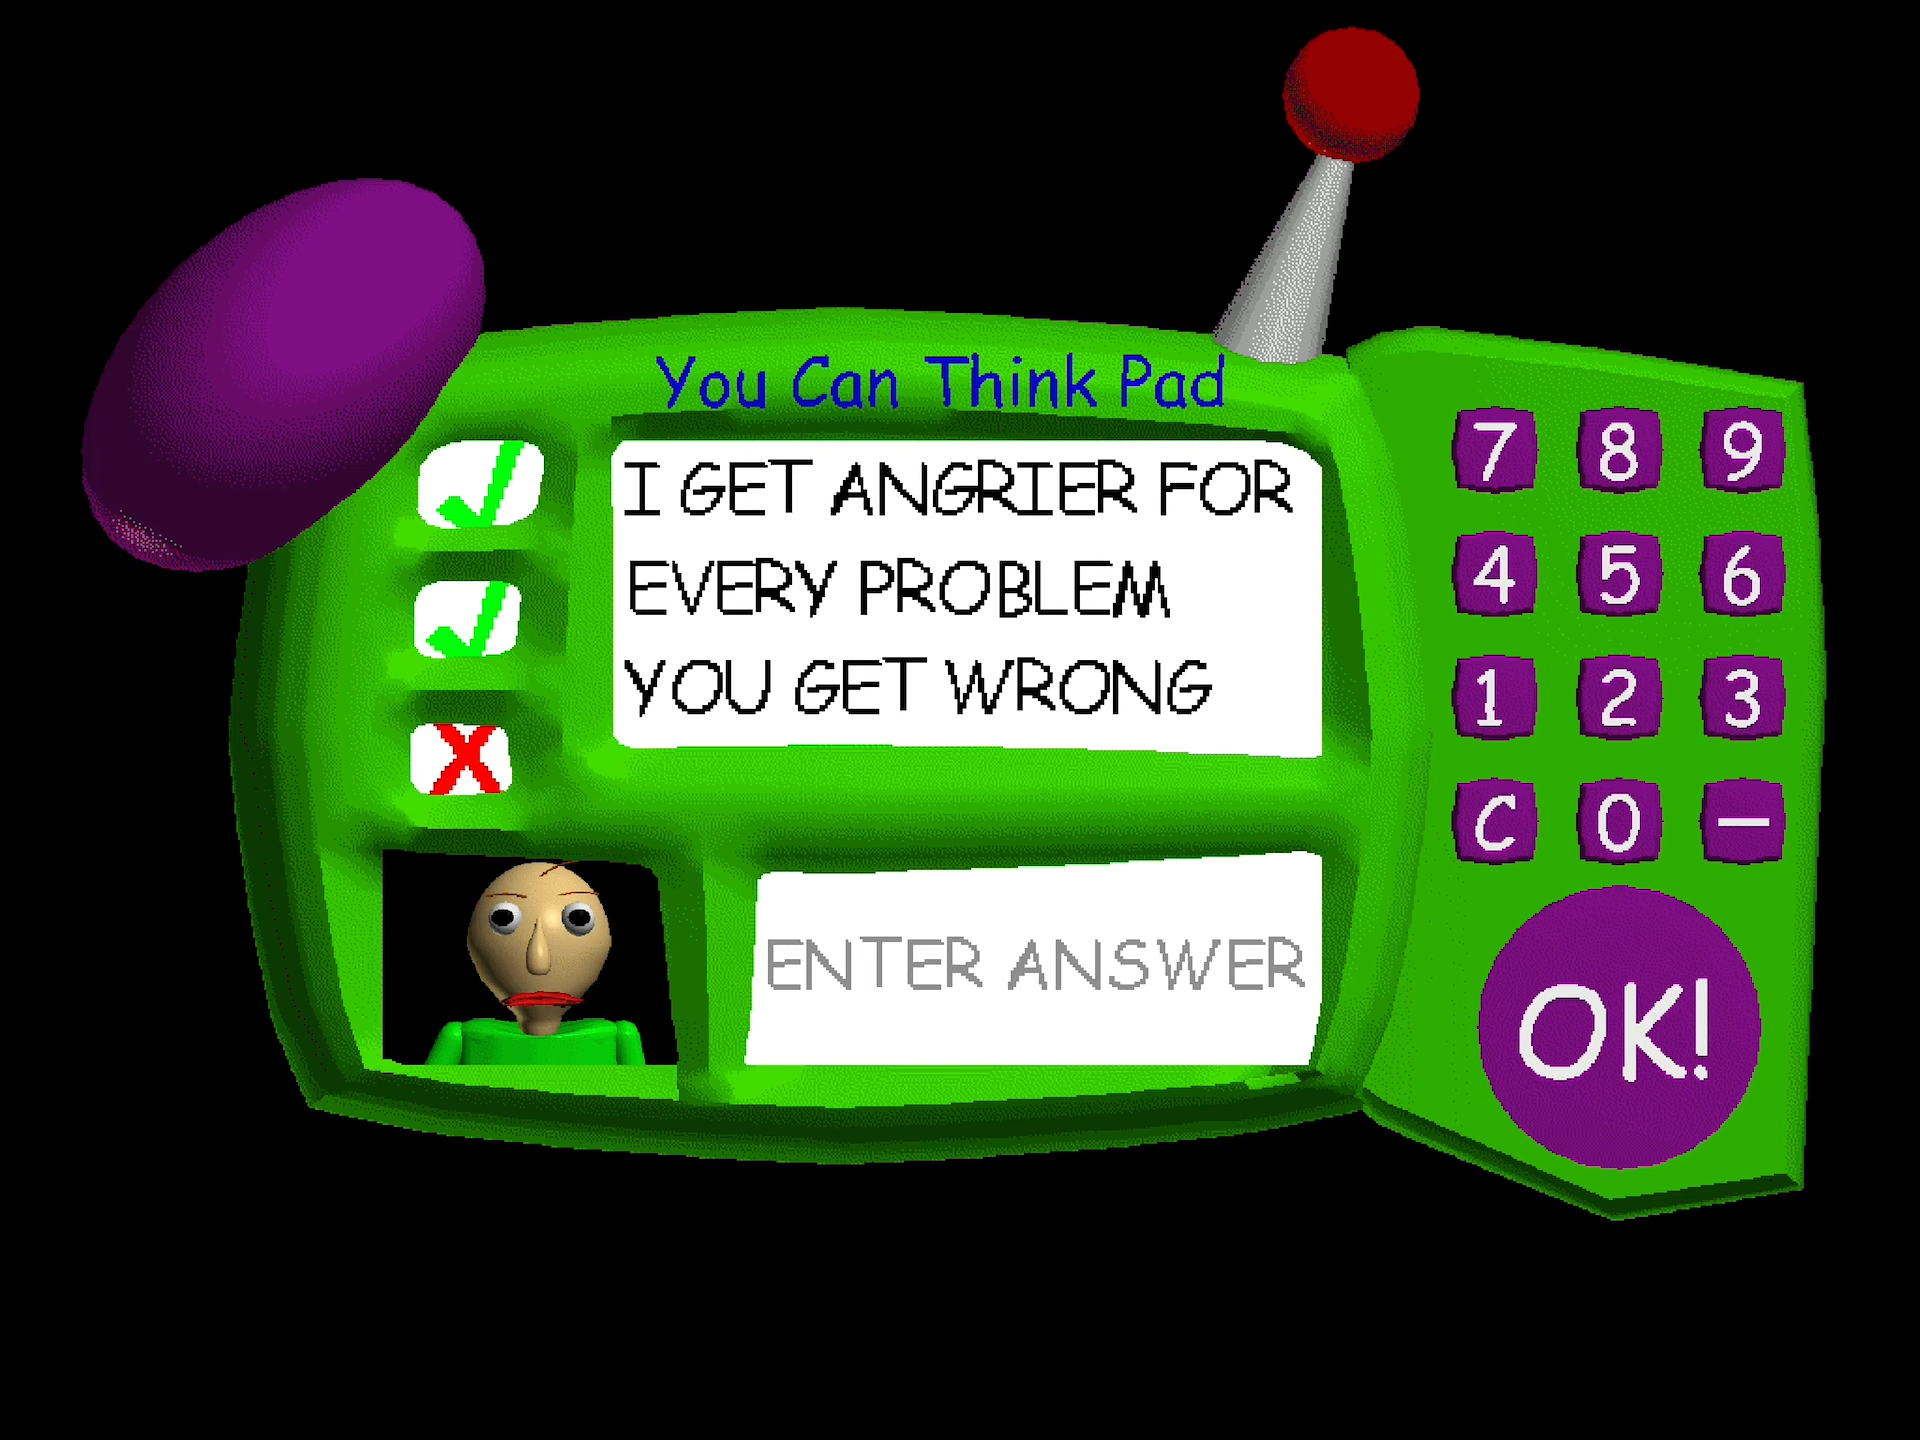 You Can Think Pad
I GET ANGRIER FOR
EVERY PROBLEM
YOU GET WRONG
ENTER ANSWER
7 8 9
4 5 6
1 2 3
C 0 -
OK!